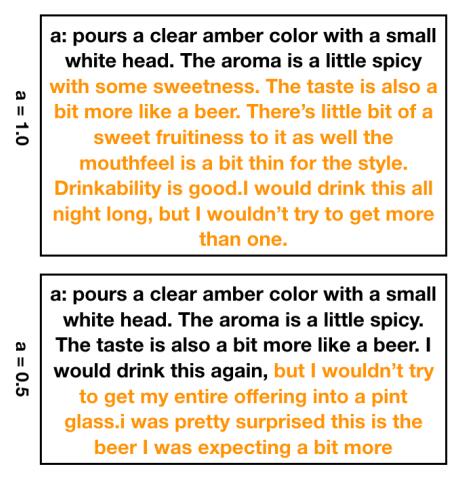 a = 1.0
a: pours a clear amber color with a small
white head. The aroma is a little spicy
with some sweetness. The taste is also a
bit more like a beer. There's little bit of a
sweet fruitiness to it as well the
mouthfeel is a bit thin for the style.
Drinkability is good.I would drink this all
night long, but I wouldn't try to get more
than one.
a = 0.5
a: pours a clear amber color with a small
white head. The aroma is a little spicy.
The taste is also a bit more like a beer. I
would drink this again, but I wouldn't try
to get my entire offering into a pint
glass.i was pretty surprised this is the
beer I was expecting a bit more